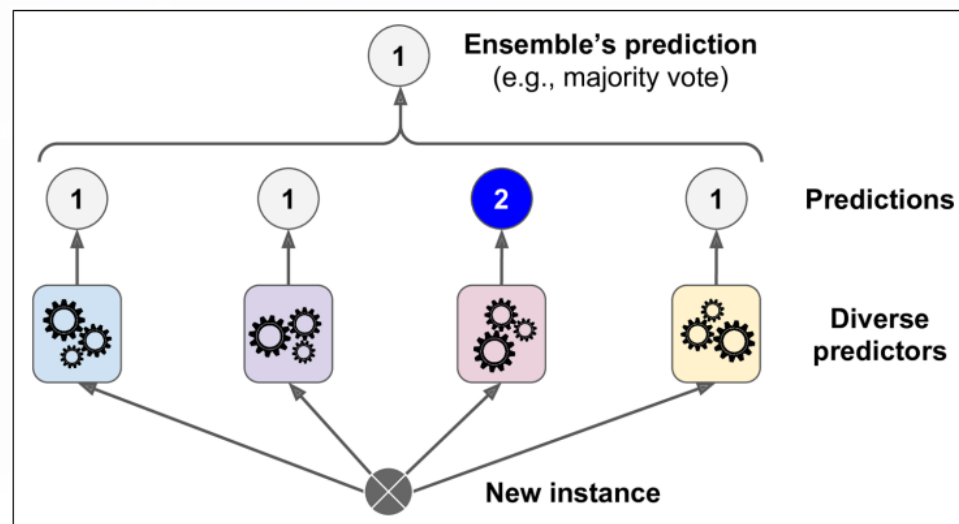 1
Ensemble's prediction
(e.g., majority vote)
1 1 2 1 Predictions
Diverse
predictors
New instance